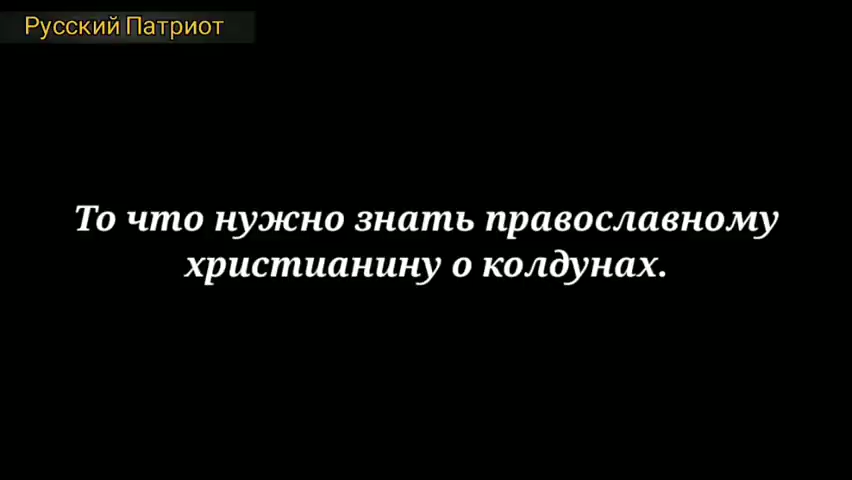 Русский Патриот
То что нужно знать православному
христианину о колдунах.